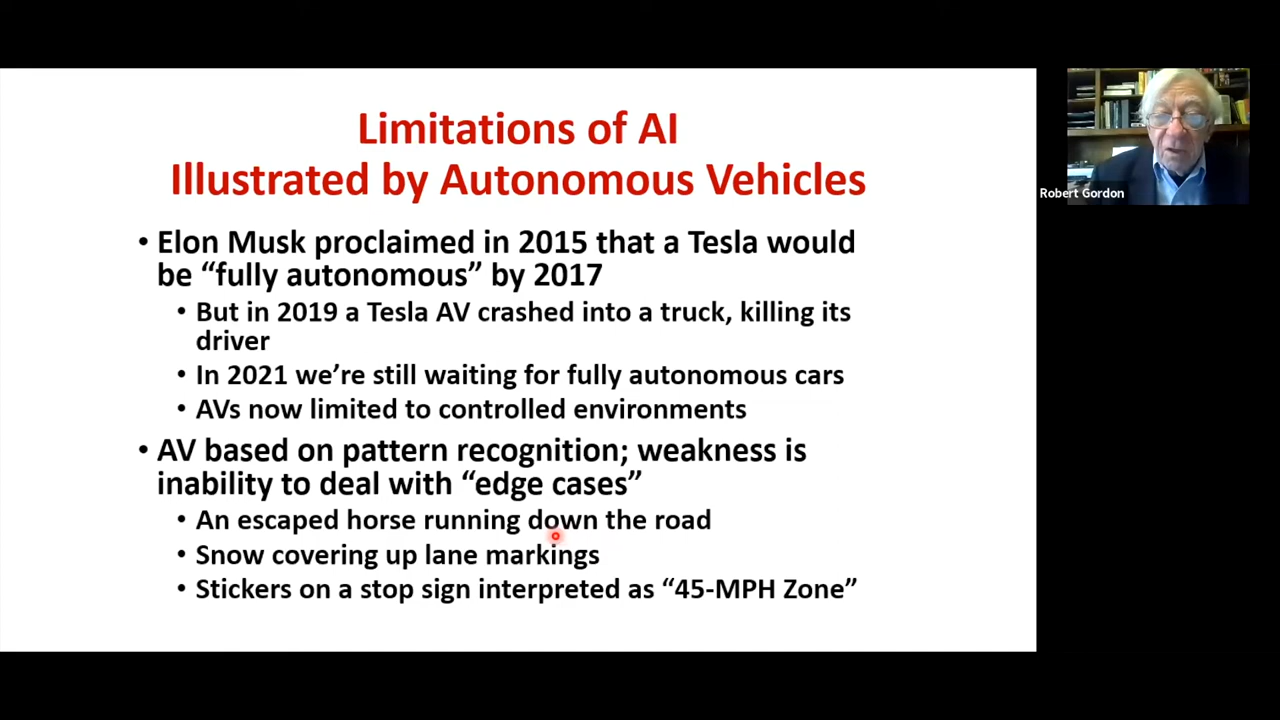 Limitations of AI
Illustrated by Autonomous Vehicles
• Elon Musk proclaimed in 2015 that a Tesla would
be “fully autonomous” by 2017
• But in 2019 a Tesla AV crashed into a truck, killing its
driver
• In 2021 we’re still waiting for fully autonomous cars
• AVs now limited to controlled environments
• AV based on pattern recognition; weakness is
inability to deal with “edge cases”
• An escaped horse running down the road
• Snow covering up lane markings
• Stickers on a stop sign interpreted as “45-MPH Zone”
Robert Gordon